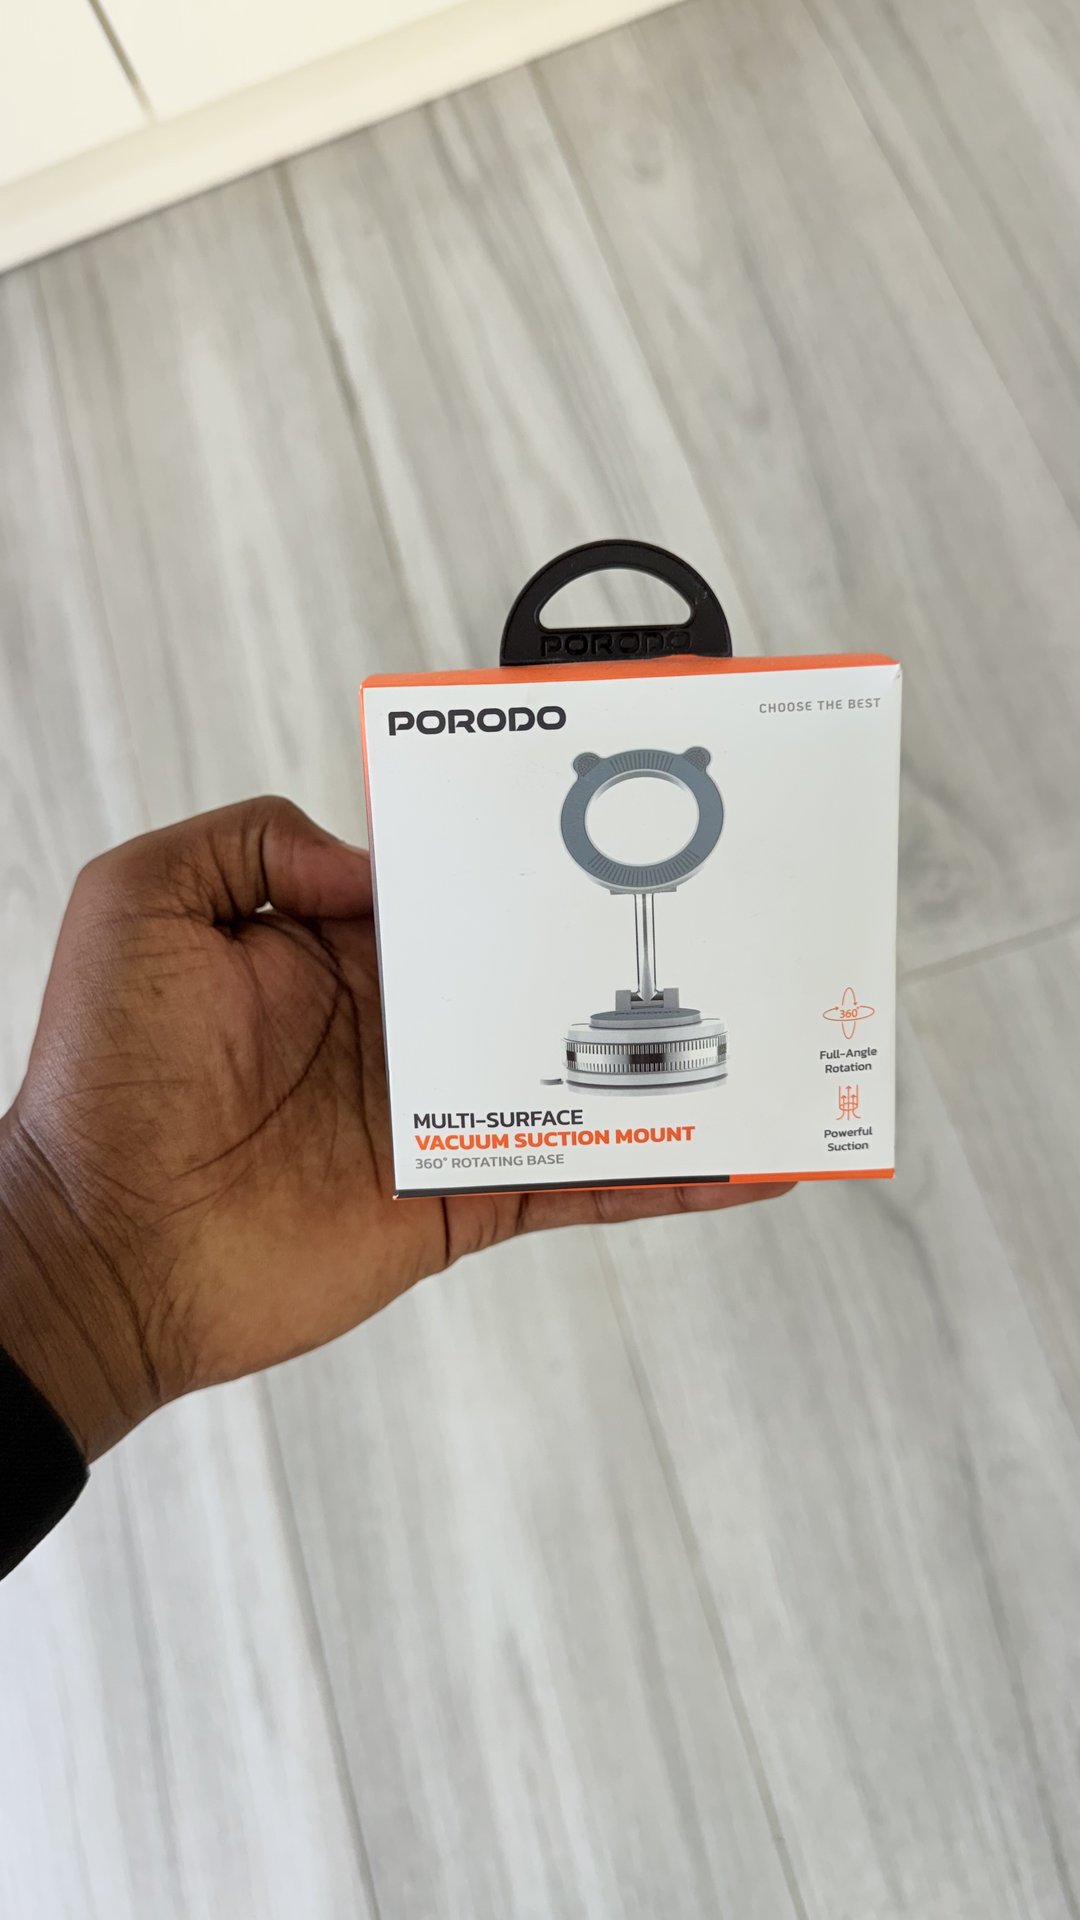 PORODO
PORODO
CHOOSE THE BEST
PORODO
360°
Full-Angle
Rotation
Powerful
Suction
MULTI-SURFACE
VACUUM SUCTION MOUNT
360° ROTATING BASE